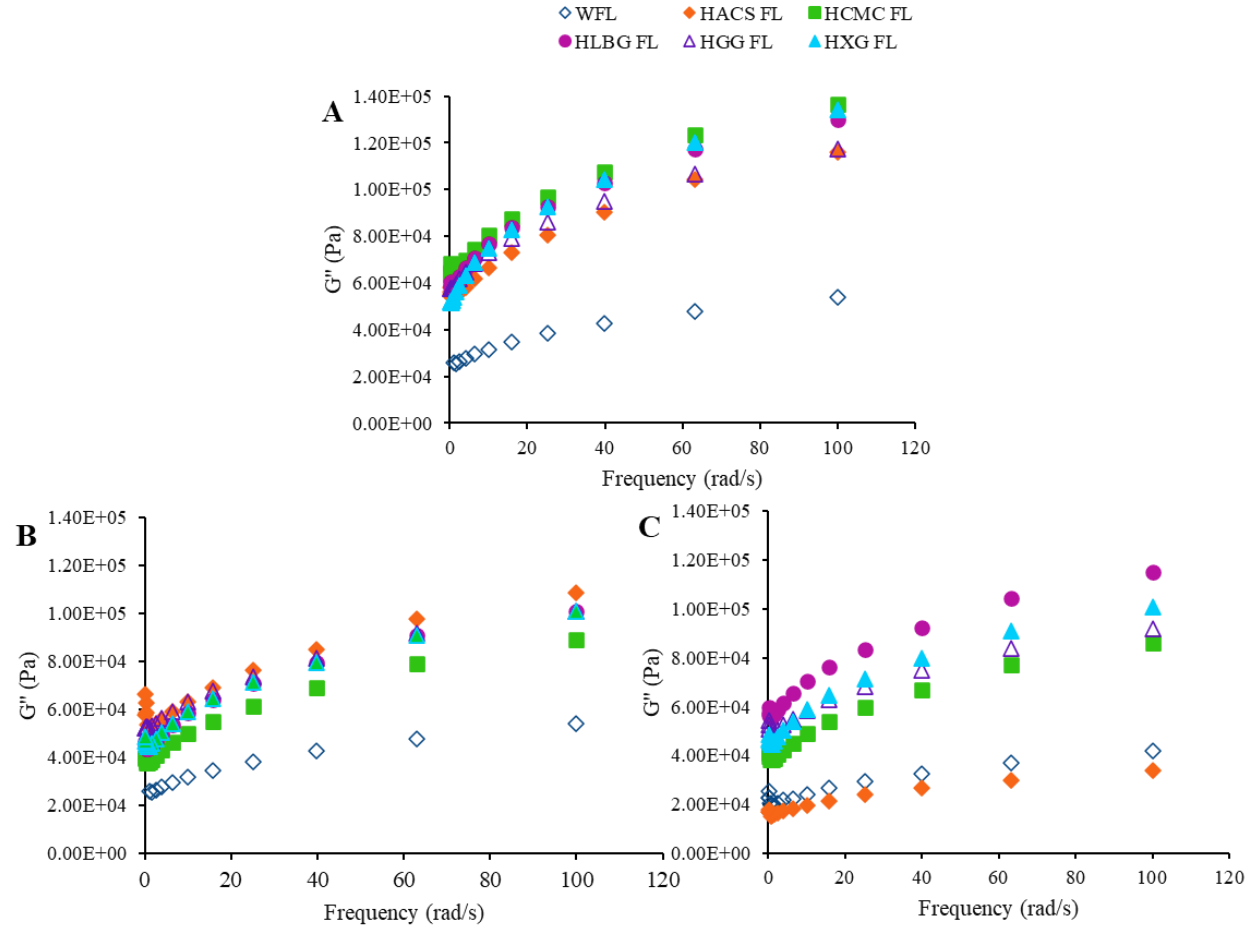 WFL HACS FL HCMC FL
HLBG FL HGG FL HXG FL
A
1.40E+05
1.20E+05
1.00E+05
8.00E+04
6.00E+04
4.00E+04
2.00E+04
0.00E+00
G'' (Pa)
0 20 40 60 80 100 120
Frequency (rad/s)
B
1.40E+05
1.20E+05
1.00E+05
8.00E+04
6.00E+04
4.00E+04
2.00E+04
0.00E+00
G'' (Pa)
0 20 40 60 80 100 120
Frequency (rad/s)
C
1.40E+05
1.20E+05
1.00E+05
8.00E+04
6.00E+04
4.00E+04
2.00E+04
0.00E+00
G'' (Pa)
0 20 40 60 80 100 120
Frequency (rad/s)